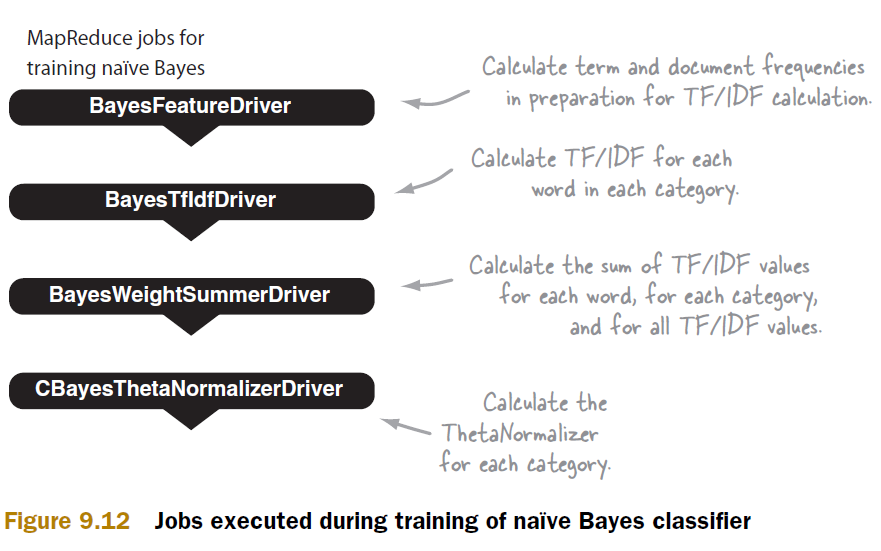 MapReduce jobs for
training naïve Bayes
BayesFeatureDriver
Calculate term and document frequencies
in preparation for TF/IDF calculation.
BayesTfIdfDriver
Calculate TF/IDF for each
word in each category.
BayesWeightSummerDriver
Calculate the sum of TF/IDF values
for each word, for each category,
and for all TF/IDF values.
CBayesThetaNormalizerDriver
Calculate the
ThetaNormalizer
for each category.
Figure 9.12 Jobs executed during training of naïve Bayes classifier